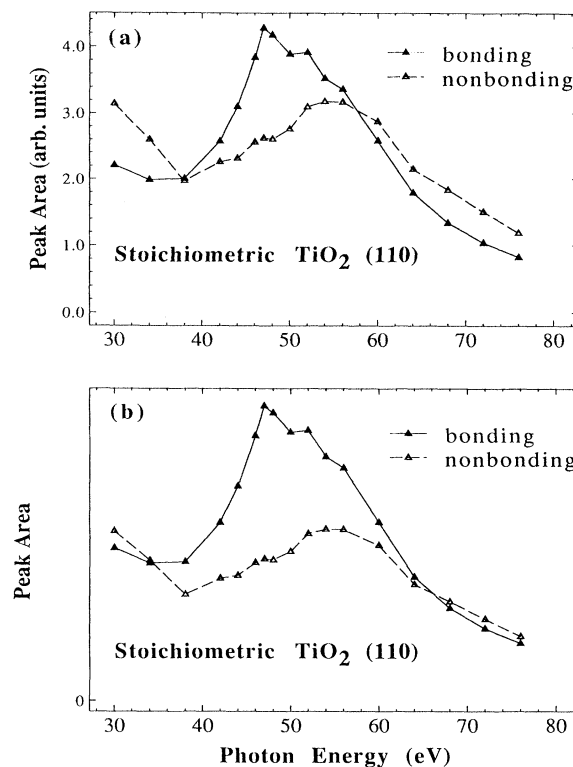 (a)
bonding
nonbonding
Peak Area (arb. units)
4.0
3.0
2.0
1.0
0.0
Stoichiometric TiO2 (110)
30 40 50 60 70 80
(b)
bonding
nonbonding
Peak Area
0
Stoichiometric TiO2 (110)
30 40 50 60 70 80
Photon Energy (eV)